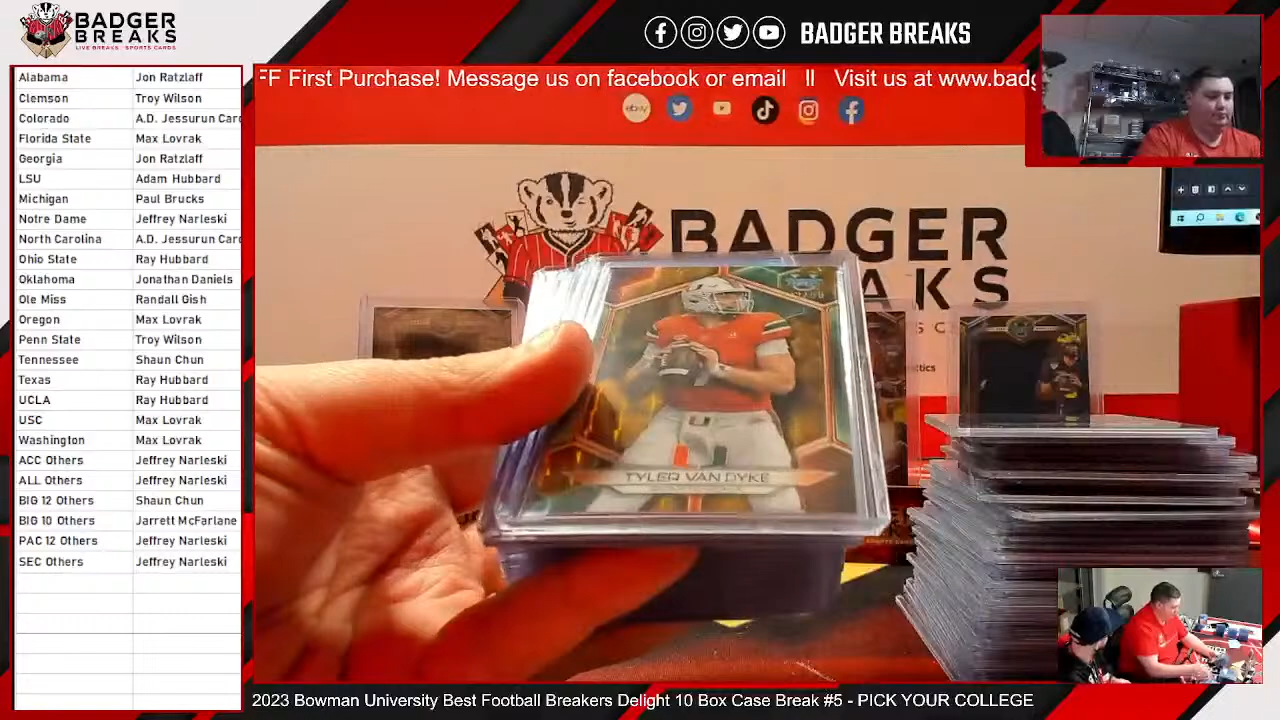 BADGER
BREAKS
LIVE BREAKS | SPORTS CARDS
BADGER BREAKS
FF First Purchase! Message us on facebook or email || Visit us at www.badg
ebay
Alabama Jon Ratzlaff
Clemson Troy Wilson
Colorado A.D. Jessurun Card
Florida State Max Lovrak
Georgia Jon Ratzlaff
LSU Adam Hubbard
Michigan Paul Brucks
Notre Dame Jeffrey Narleski
North Carolina A.D. Jessurun Card
Ohio State Ray Hubbard
Oklahoma Jonathan Daniels
Ole Miss Randall Gish
Oregon Max Lovrak
Penn State Troy Wilson
Tennessee Shaun Chun
Texas Ray Hubbard
UCLA Ray Hubbard
USC Max Lovrak
Washington Max Lovrak
ACC Others Jeffrey Narleski
ALL Others Jeffrey Narleski
BIG 12 Others Shaun Chun
BIG 10 Others Jarrett McFarlane
PAC 12 Others Jeffrey Narleski
SEC Others Jeffrey Narleski
BADGER
AKS
TYLER VAN DYKE
2023 Bowman University Best Football Breakers Delight 10 Box Case Break #5 - PICK YOUR COLLEGE